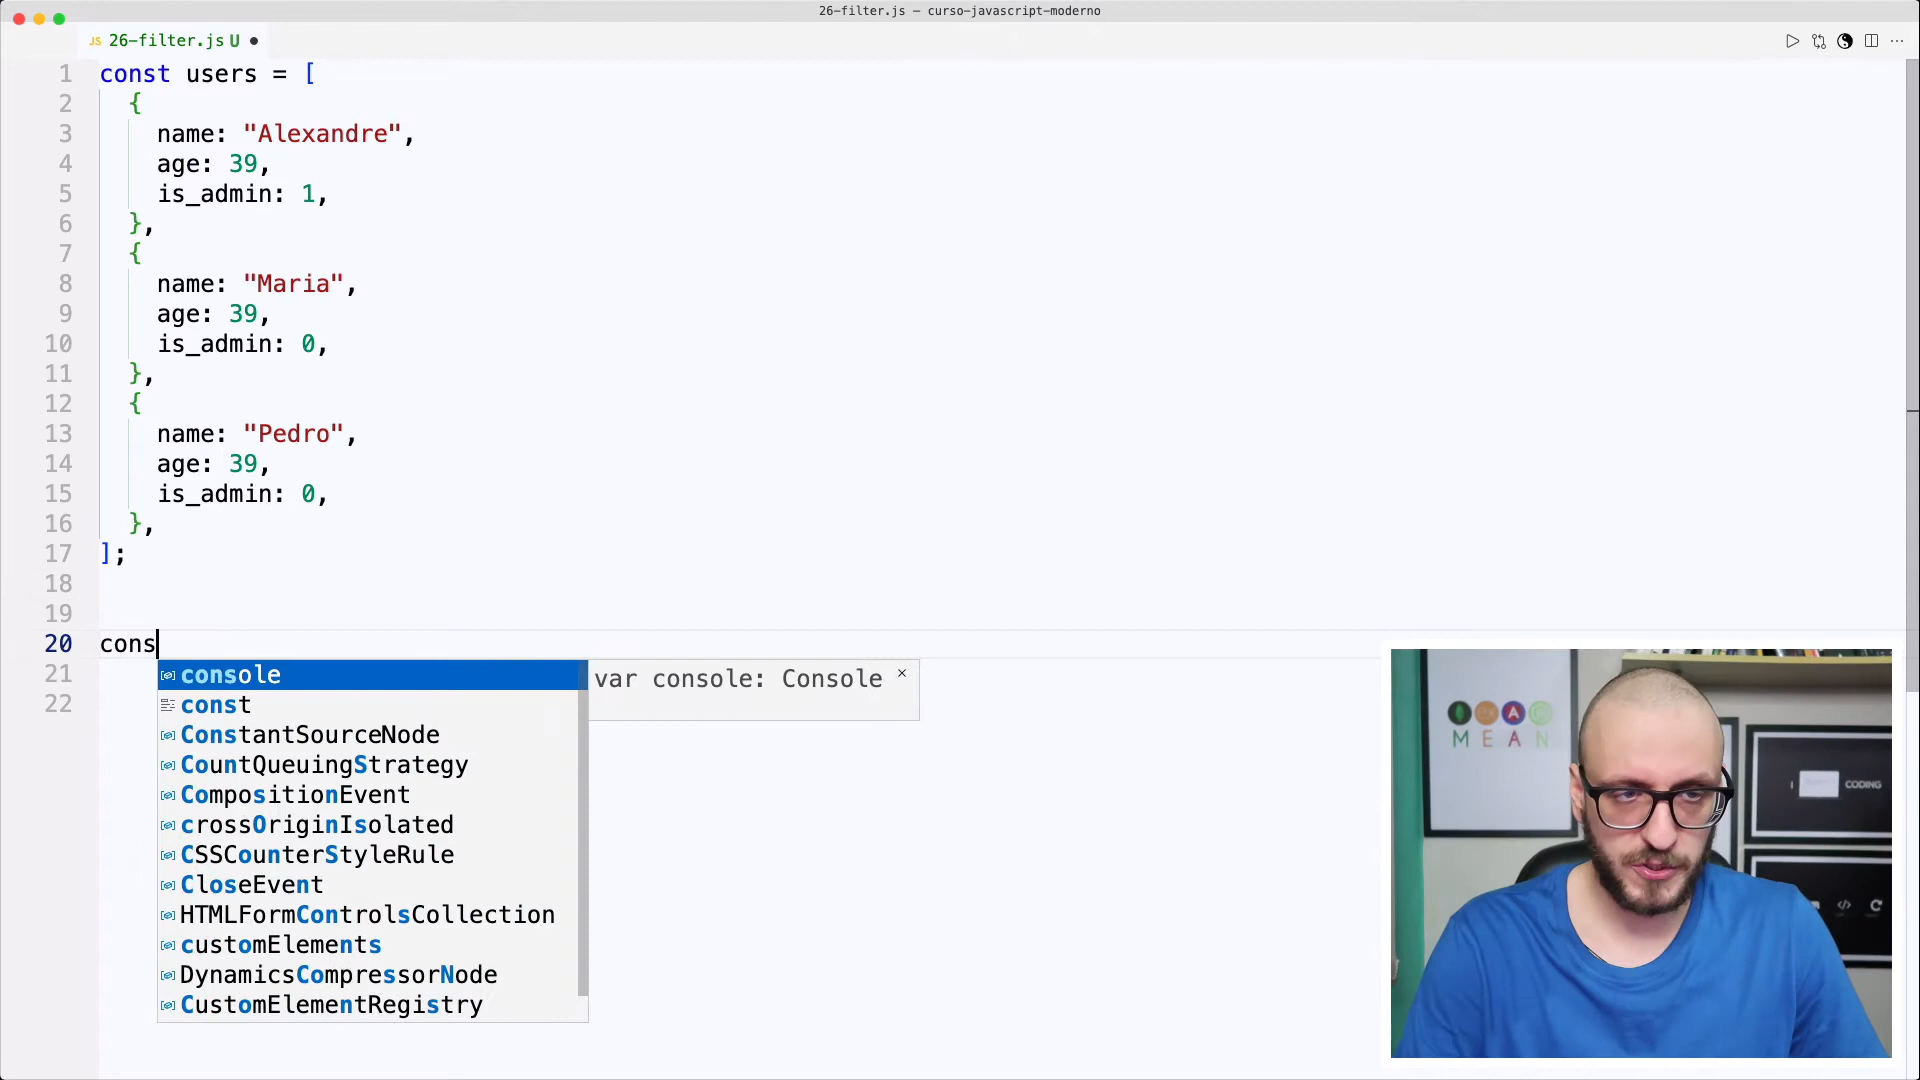 26-filter.js — curso-javascript-moderno
JS 26-filter.js U ●
1 const users = [
2 {
3 name: "Alexandre",
4 age: 39,
5 is_admin: 1,
6 },
7 {
8 name: "Maria",
9 age: 39,
10 is_admin: 0,
11 },
12 {
13 name: "Pedro",
14 age: 39,
15 is_admin: 0,
16 },
17 ];
18
19
20 cons
21
22
console
var console: Console ×
const
ConstantSourceNode
CountQueuingStrategy
CompositionEvent
crossOriginIsolated
CSSCounterStyleRule
CloseEvent
HTMLFormControlsCollection
customElements
DynamicsCompressorNode
CustomElementRegistry
MEAN
I
CODING